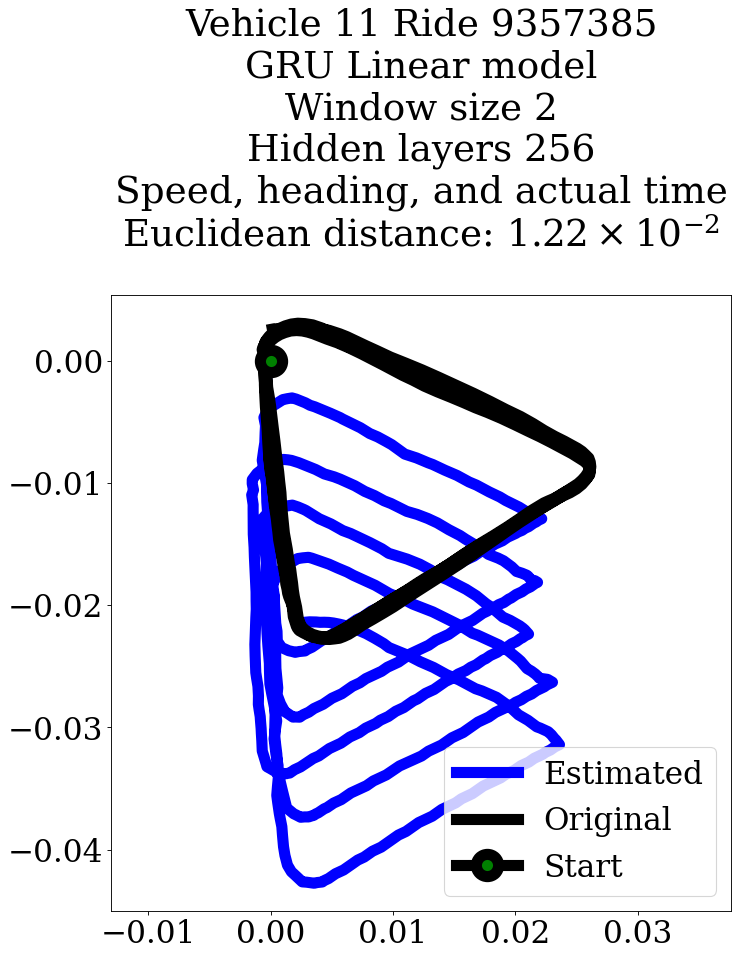 Vehicle 11 Ride 9357385
GRU Linear model
Window size 2
Hidden layers 256
Speed, heading, and actual time
Euclidean distance: 1.22 × 10⁻²
0.00
−0.01
−0.02
−0.03
−0.04
Estimated
Original
Start
−0.01 0.00 0.01 0.02 0.03